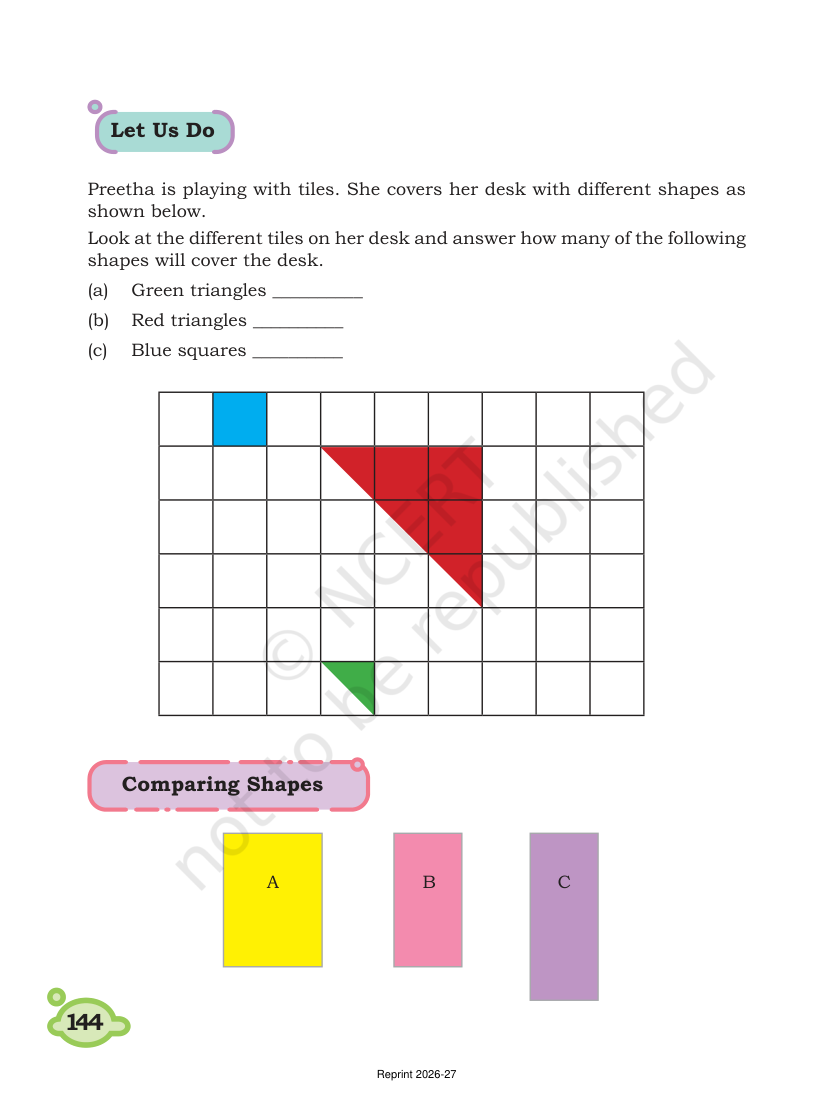 Let Us Do
Preetha is playing with tiles. She covers her desk with different shapes as
shown below.
Look at the different tiles on her desk and answer how many of the following
shapes will cover the desk.
(a) Green triangles __________
(b) Red triangles __________
(c) Blue squares __________
© NCERT
not to be republished
Comparing Shapes
A B C
144
Reprint 2026-27